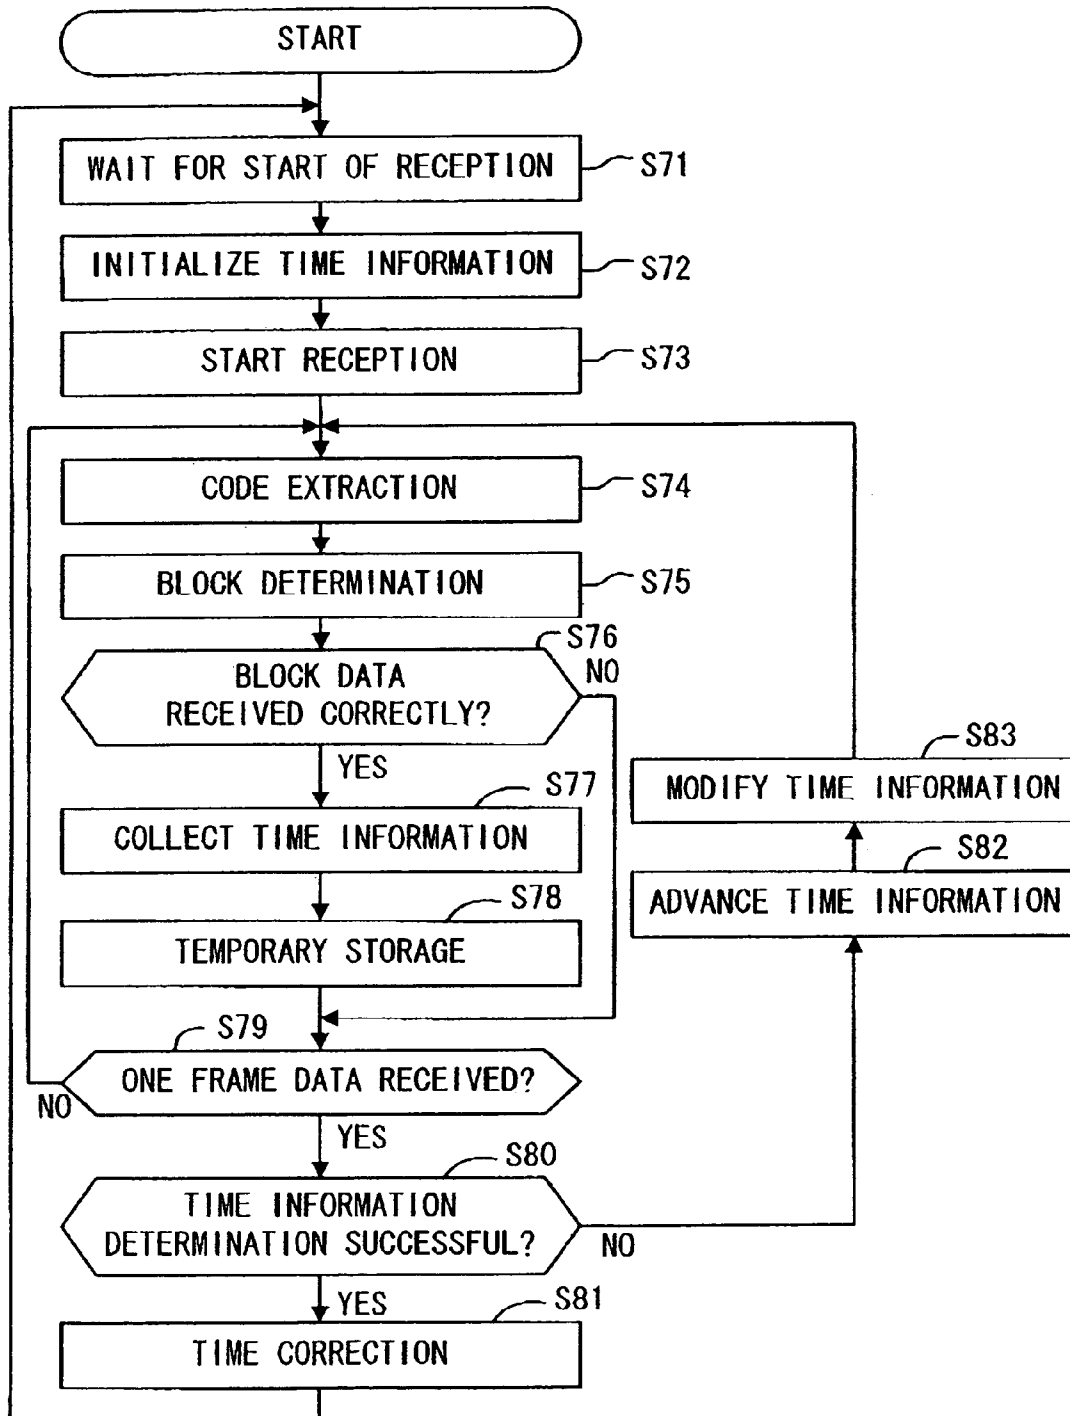 START
WAIT FOR START OF RECEPTION
S71
INITIALIZE TIME INFORMATION
S72
START RECEPTION
S73
CODE EXTRACTION
S74
BLOCK DETERMINATION
S75
S76
BLOCK DATA
RECEIVED CORRECTLY?
NO
YES
S77
COLLECT TIME INFORMATION
S78
TEMPORARY STORAGE
S79
ONE FRAME DATA RECEIVED?
NO
YES
S80
TIME INFORMATION
DETERMINATION SUCCESSFUL?
NO
YES
S81
TIME CORRECTION
S83
MODIFY TIME INFORMATION
S82
ADVANCE TIME INFORMATION